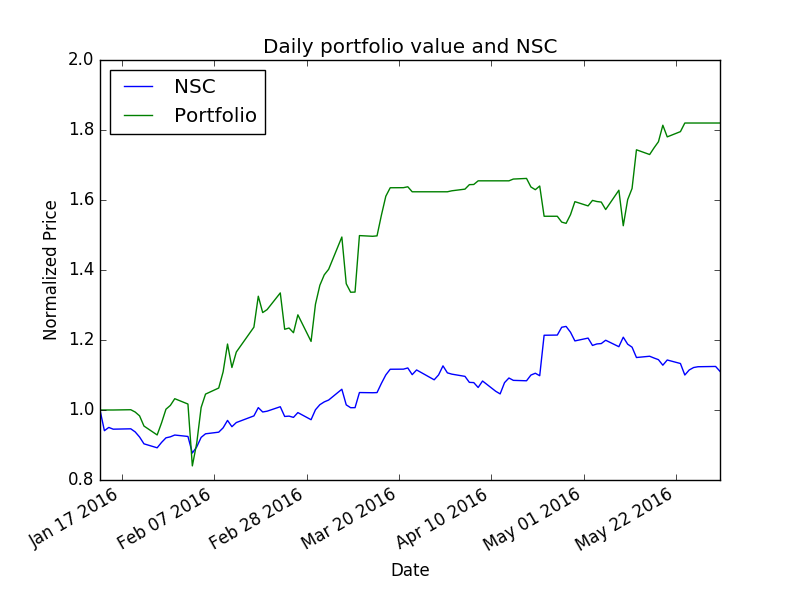 Daily portfolio value and NSC
NSC
Portfolio
Normalized Price
2.0
1.8
1.6
1.4
1.2
1.0
0.8
Jan 17 2016
Feb 07 2016
Feb 28 2016
Mar 20 2016
Apr 10 2016
May 01 2016
May 22 2016
Date